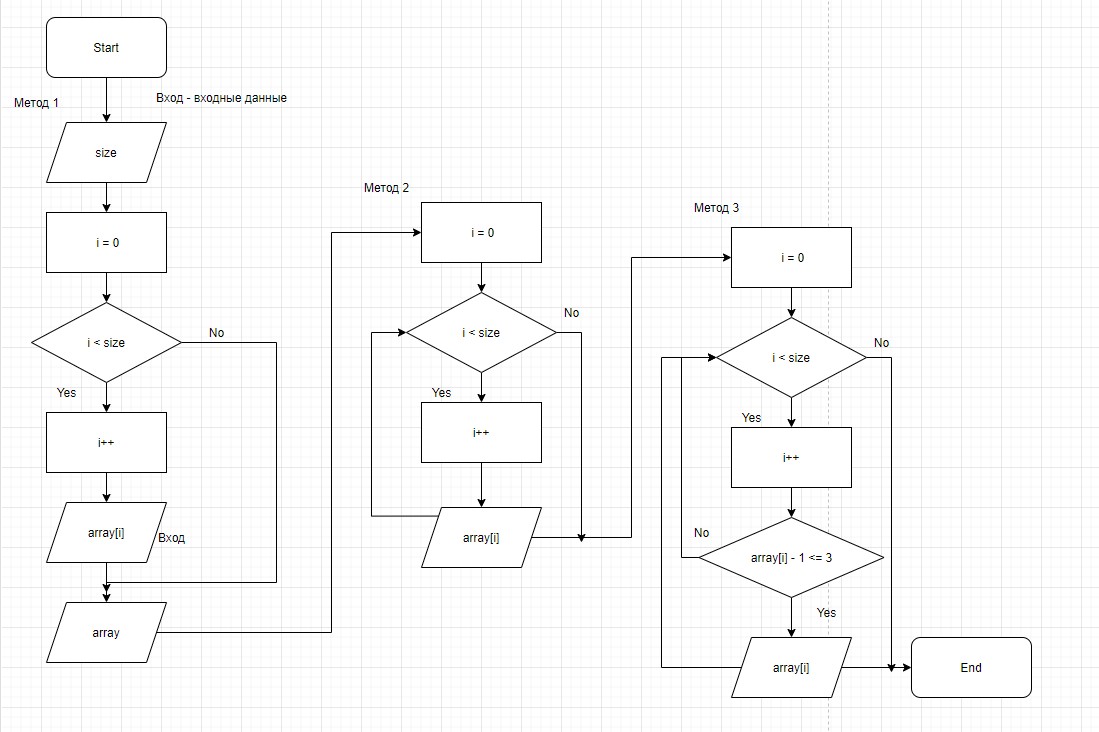 Start
Метод 1
Вход - входные данные
size
i = 0
i < size
No
Yes
i++
array[i]
Вход
array
Метод 2
i = 0
i < size
No
Yes
i++
array[i]
Метод 3
i = 0
i < size
No
Yes
i++
array[i] - 1 <= 3
No
Yes
array[i]
End